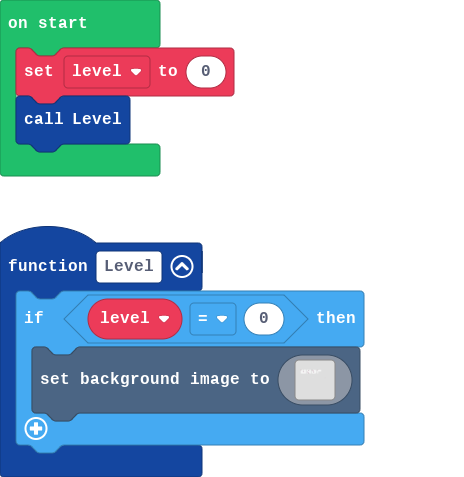 on start
set level to 0
call Level
function Level
if level = 0 then
set background image to